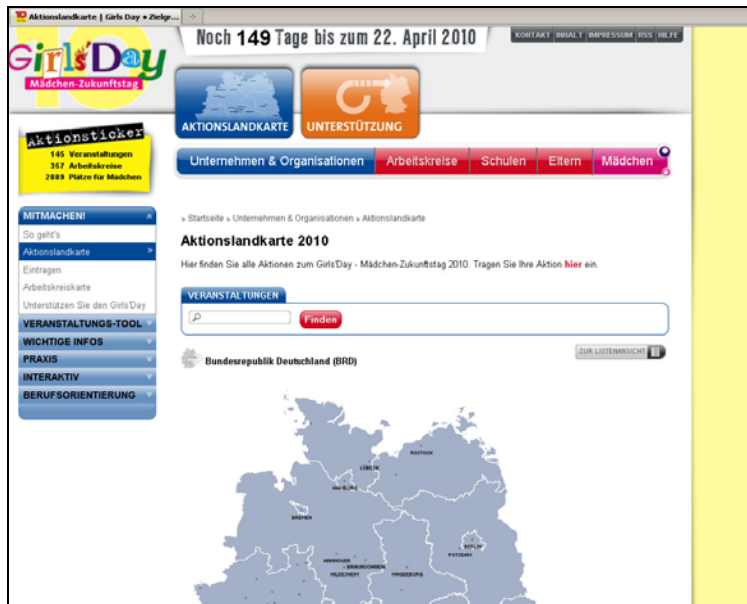 Aktionslandkarte | Girls Day • Zielgr...
Noch 149 Tage bis zum 22. April 2010
KONTAKT INHALT IMPRESSUM RSS HILFE
Girls'Day
Mädchen-Zukunftstag
AKTIONSLANDKARTE
UNTERSTÜTZUNG
Aktionsticker
145 Veranstaltungen
357 Arbeitskreise
2889 Plätze für Mädchen
Unternehmen & Organisationen Arbeitskreise Schulen Eltern Mädchen
MITMACHEN!
So geht's
Aktionslandkarte »
Eintragen
Arbeitskreiskarte
Unterstützen Sie den Girls'Day
VERANSTALTUNGS-TOOL
WICHTIGE INFOS
PRAXIS
INTERAKTIV
BERUFSORIENTIERUNG
» Startseite » Unternehmen & Organisationen » Aktionslandkarte
Aktionslandkarte 2010
Hier finden Sie alle Aktionen zum Girls'Day - Mädchen-Zukunftstag 2010. Tragen Sie Ihre Aktion hier ein.
VERANSTALTUNGEN
Finden
ZUR LISTENANSICHT
Bundesrepublik Deutschland (BRD)
ROSTOCK
LÜBECK
HAMBURG
BREMEN
BERLIN
POTSDAM
HANNOVER
BRAUNSCHWEIG
HILDESHEIM
MAGDEBURG